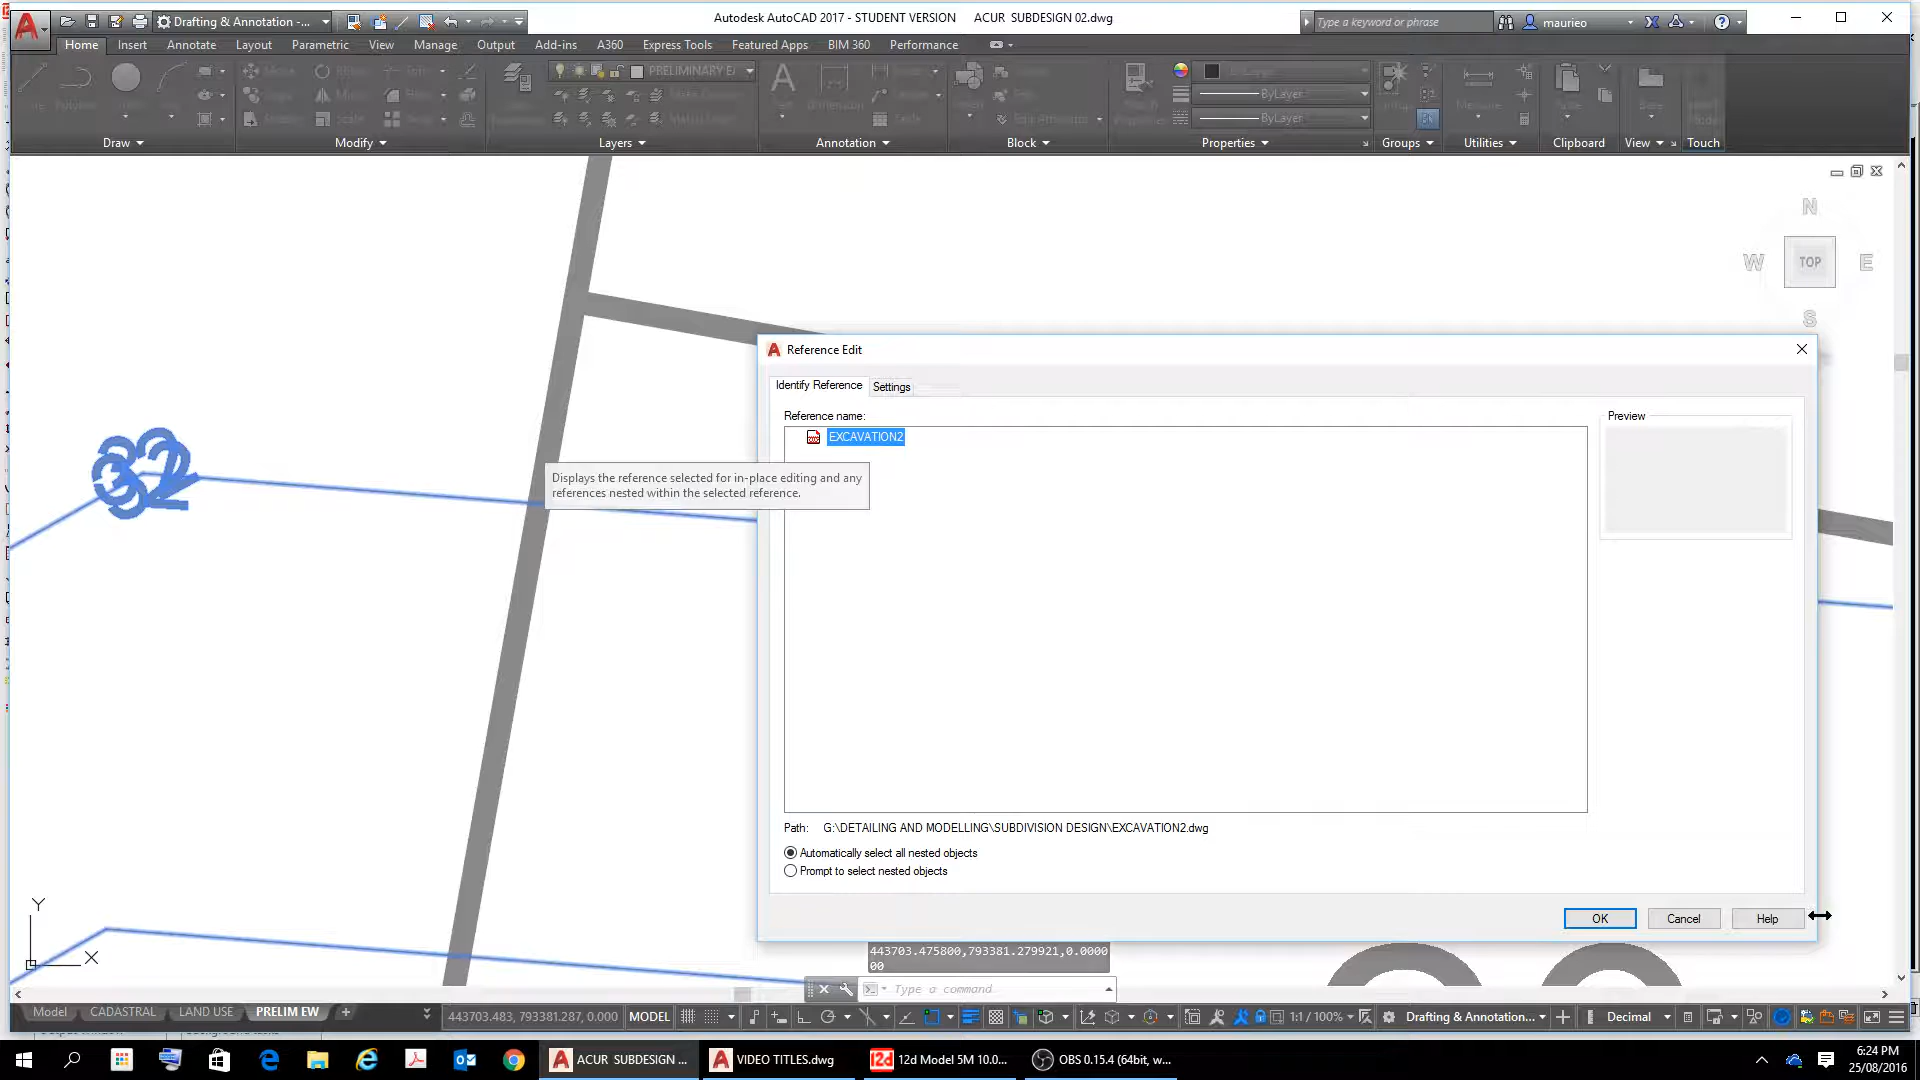 Drafting & Annotation -...
Autodesk AutoCAD 2017 - STUDENT VERSION ACUR SUBDESIGN 02.dwg
Type a keyword or phrase
maurieo
Home Insert Annotate Layout Parametric View Manage Output Add-ins A360 Express Tools Featured Apps BIM 360 Performance
PRELIMINARY E
ByLayer
ByLayer
Draw Modify Layers Annotation Block Properties Groups Utilities Clipboard View Touch
N
W TOP E
S
Reference Edit
Identify Reference Settings
Reference name:
Preview
EXCAVATION2
Displays the reference selected for in-place editing and any
references nested within the selected reference.
Path: G:\DETAILING AND MODELLING\SUBDIVISION DESIGN\EXCAVATION2.dwg
Automatically select all nested objects
Prompt to select nested objects
OK Cancel Help
Y
X
443703.475800,793381.279921,0.0000
00
Type a command
Model CADASTRAL LAND USE PRELIM EW +
443703.483, 793381.287, 0.000 MODEL
1:1 / 100%
Drafting & Annotation...
Decimal
ACUR SUBDESIGN ...
VIDEO TITLES.dwg
12d Model 5M 10.0...
OBS 0.15.4 (64bit, w...
6:24 PM
25/08/2016